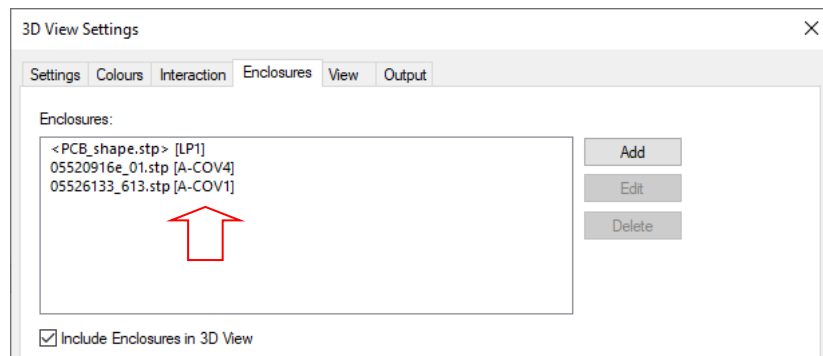 3D View Settings
Settings Colours Interaction Enclosures View Output
Enclosures:
<PCB_shape.stp> [LP1]
05520916e_01.stp [A-COV4]
05526133_613.stp [A-COV1]
Add
Edit
Delete
Include Enclosures in 3D View